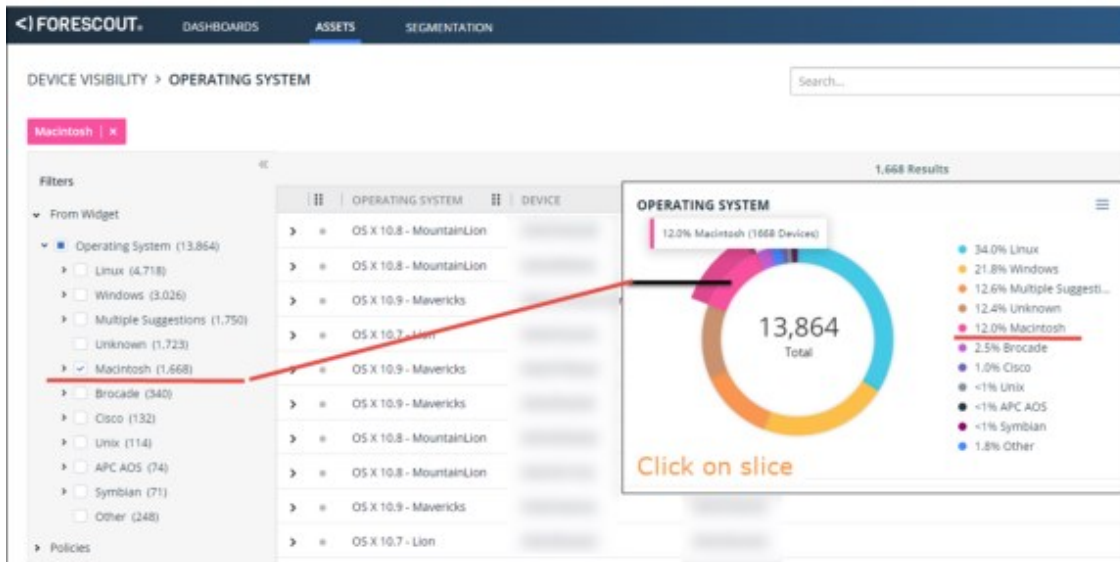 <) FORESCOUT.
DASHBOARDS
ASSETS
SEGMENTATION
DEVICE VISIBILITY > OPERATING SYSTEM
Search...
Macintosh | ×
Filters
From Widget
Operating System (13,864)
Linux (4,718)
Windows (3,026)
Multiple Suggestions (1,750)
Unknown (1,723)
Macintosh (1,668)
Brocade (340)
Cisco (132)
Unix (114)
APC AOS (74)
Symbian (71)
Other (248)
Policies
1,668 Results
OPERATING SYSTEM
DEVICE
OS X 10.8 - MountainLion
OS X 10.8 - MountainLion
OS X 10.9 - Mavericks
OS X 10.7 - Lion
OS X 10.9 - Mavericks
OS X 10.9 - Mavericks
OS X 10.8 - MountainLion
OS X 10.8 - MountainLion
OS X 10.9 - Mavericks
OS X 10.7 - Lion
OPERATING SYSTEM
12.0% Macintosh (1668 Devices)
13,864
Total
34.0% Linux
21.8% Windows
12.6% Multiple Suggesti...
12.4% Unknown
12.0% Macintosh
2.5% Brocade
1.0% Cisco
<1% Unix
<1% APC AOS
<1% Symbian
1.8% Other
Click on slice